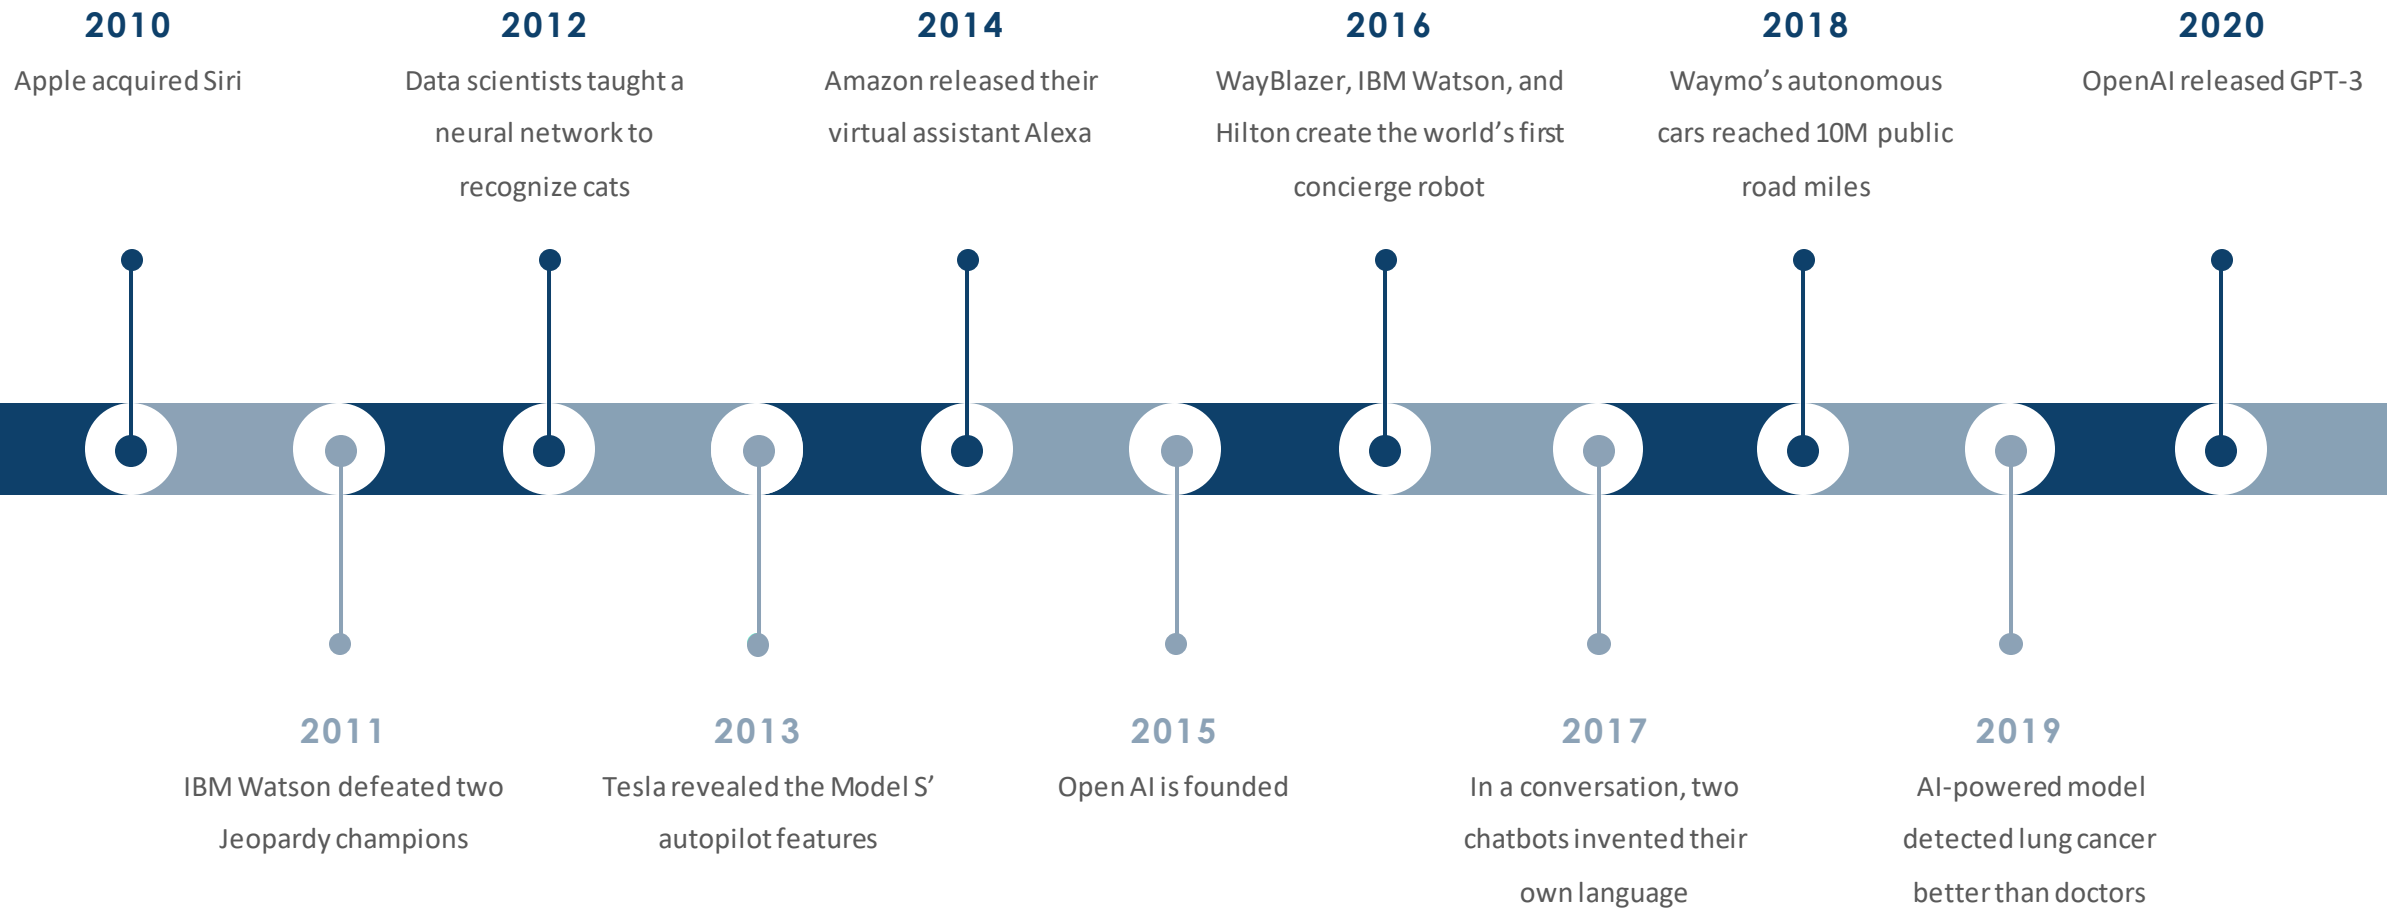 2010
Apple acquired Siri
2012
Data scientists taught a
neural network to
recognize cats
2014
Amazon released their
virtual assistant Alexa
2016
WayBlazer, IBM Watson, and
Hilton create the world’s first
concierge robot
2018
Waymo’s autonomous
cars reached 10M public
road miles
2020
OpenAI released GPT-3
2011
IBM Watson defeated two
Jeopardy champions
2013
Tesla revealed the Model S’
autopilot features
2015
Open AI is founded
2017
In a conversation, two
chatbots invented their
own language
2019
AI-powered model
detected lung cancer
better than doctors